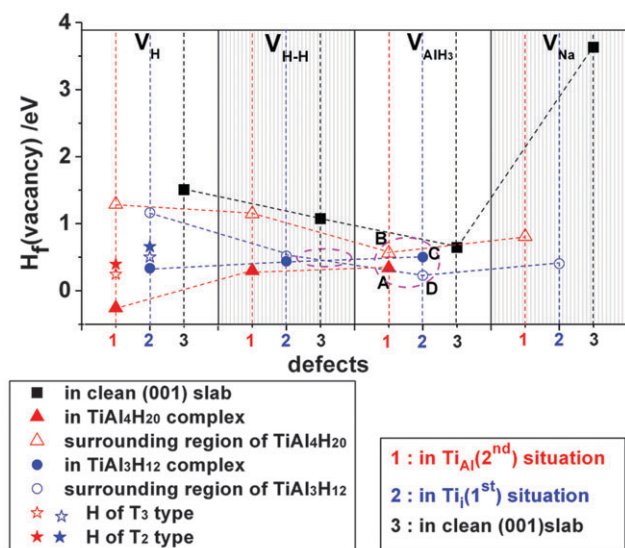 V_H V_H-H V_AlH₃ V_Na
H_f(vacancy) /eV
4
3
2
1
0
B
C
A
D
1 2 3 1 2 3 1 2 3 1 2 3
defects
in clean (001) slab
in TiAl₄H₂₀ complex
surrounding region of TiAl₄H₂₀
in TiAl₃H₁₂ complex
surrounding region of TiAl₃H₁₂
H of T₃ type
H of T₂ type
1 : in Ti_Al(2ⁿᵈ) situation
2 : in Ti_i(1ˢᵗ) situation
3 : in clean (001)slab